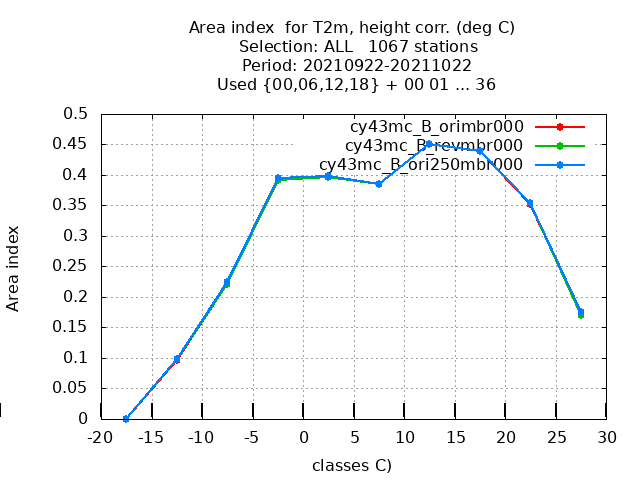 Area index  for T2m, height corr. (deg C)
Selection: ALL   1067 stations
Period: 20210922-20211022
Used {00,06,12,18} + 00 01 ... 36
0.5
0.45
0.4
0.35
0.3
0.25
0.2
0.15
0.1
0.05
0
Area index
cy43mc_B_orimbr000
cy43mc_B_revmbr000
cy43mc_B_ori250mbr000
-20 -15 -10 -5 0 5 10 15 20 25 30
classes C)